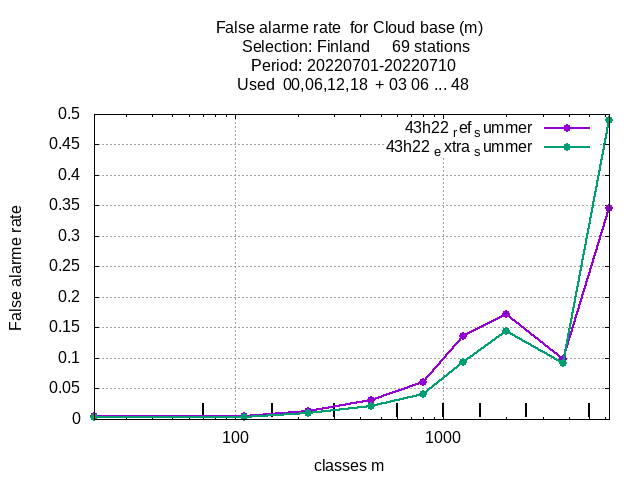 False alarme rate  for Cloud base (m)
Selection: Finland     69 stations
Period: 20220701-20220710
Used  00,06,12,18  + 03 06 ... 48
43h22 ref summer
43h22 extra summer
0.5
0.45
0.4
0.35
0.3
0.25
0.2
0.15
0.1
0.05
0
False alarme rate
100
1000
classes m